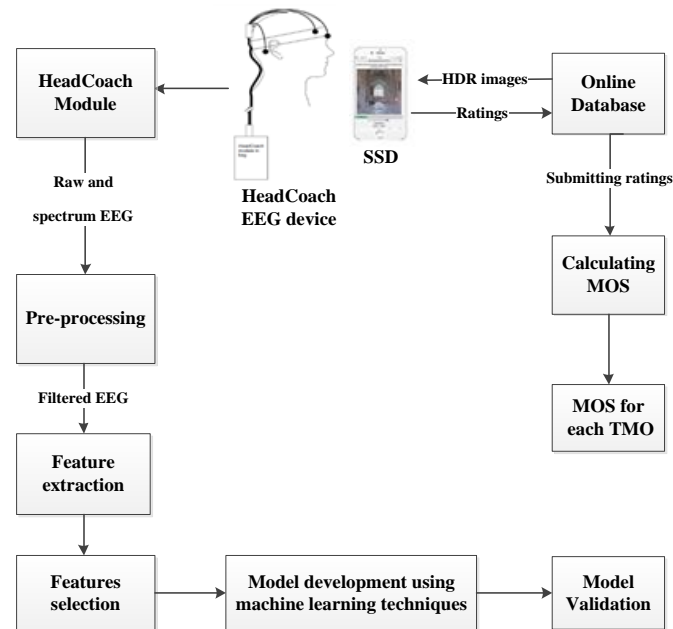 HeadCoach
Module
HDR images
Ratings
Online
Database
SSD
HeadCoach
EEG device
Raw and
spectrum EEG
Submitting ratings
Pre-processing
Calculating
MOS
Filtered EEG
MOS for
each TMO
Feature
extraction
Features
selection
Model development using
machine learning techniques
Model
Validation